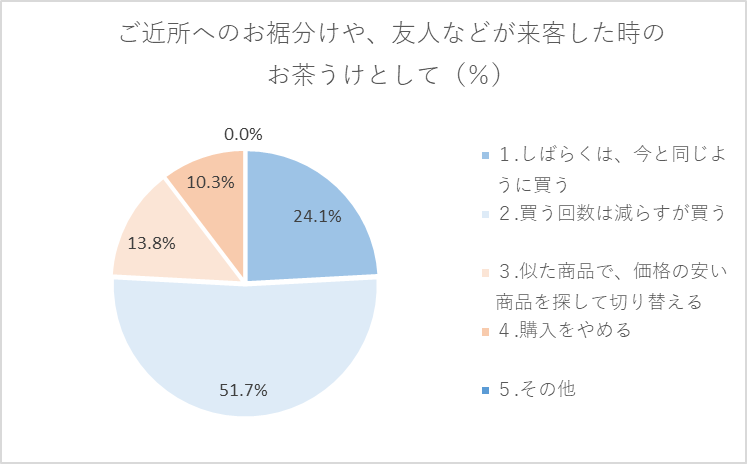 ご近所へのお裾分けや、友人などが来客した時の
お茶うけとして（％）
0.0%
10.3%
24.1%
13.8%
51.7%
１.しばらくは、今と同じよ
うに買う
２.買う回数は減らすが買う
３.似た商品で、価格の安い
商品を探して切り替える
４.購入をやめる
５.その他